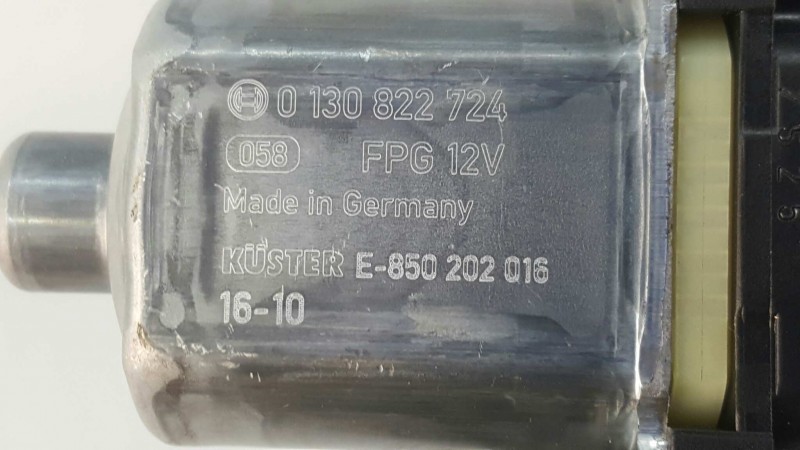 0 130 822 724
058 FPG 12V
Made in Germany
KÜSTER E-850 202 016
16-10